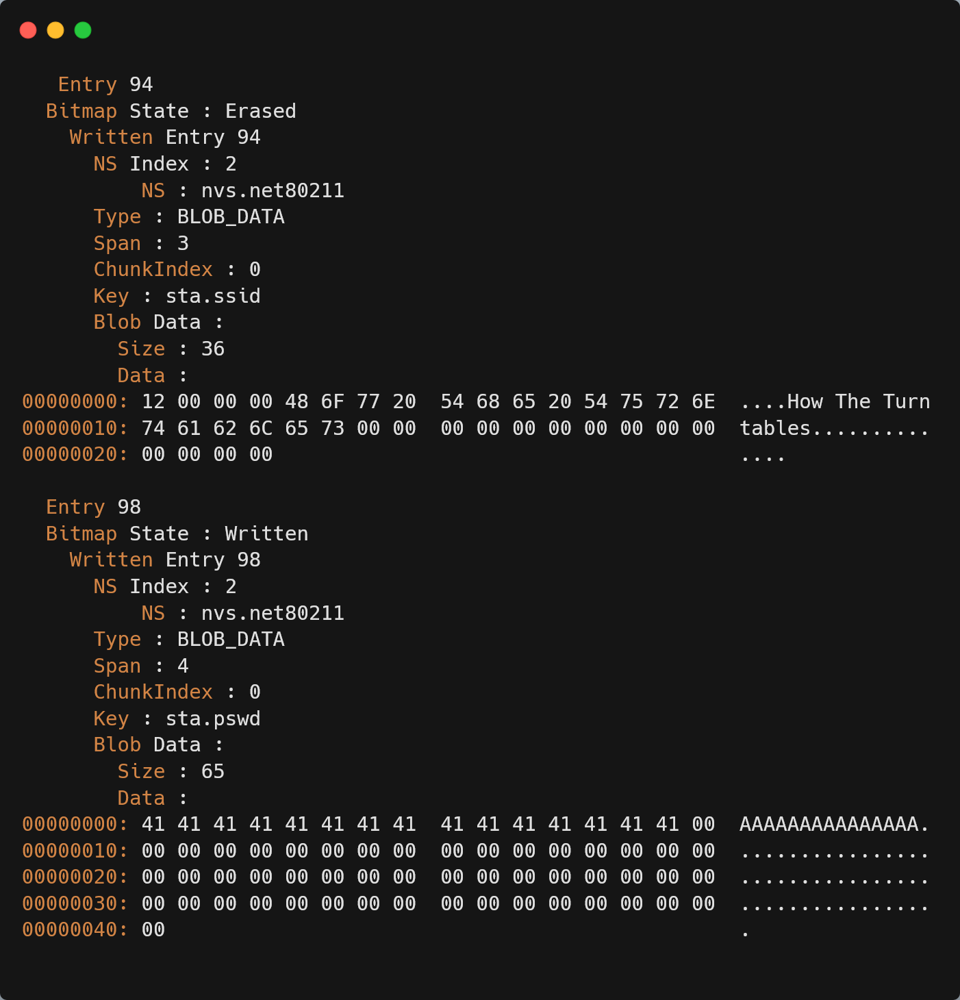 Entry 94
Bitmap State : Erased
Written Entry 94
NS Index : 2
NS : nvs.net80211
Type : BLOB_DATA
Span : 3
ChunkIndex : 0
Key : sta.ssid
Blob Data :
Size : 36
Data :
00000000: 12 00 00 00 48 6F 77 20  54 68 65 20 54 75 72 6E  ....How The Turn
00000010: 74 61 62 6C 65 73 00 00  00 00 00 00 00 00 00 00  tables..........
00000020: 00 00 00 00                                       ....
Entry 98
Bitmap State : Written
Written Entry 98
NS Index : 2
NS : nvs.net80211
Type : BLOB_DATA
Span : 4
ChunkIndex : 0
Key : sta.pswd
Blob Data :
Size : 65
Data :
00000000: 41 41 41 41 41 41 41 41  41 41 41 41 41 41 41 00  AAAAAAAAAAAAAAA.
00000010: 00 00 00 00 00 00 00 00  00 00 00 00 00 00 00 00  ................
00000020: 00 00 00 00 00 00 00 00  00 00 00 00 00 00 00 00  ................
00000030: 00 00 00 00 00 00 00 00  00 00 00 00 00 00 00 00  ................
00000040: 00                                                .